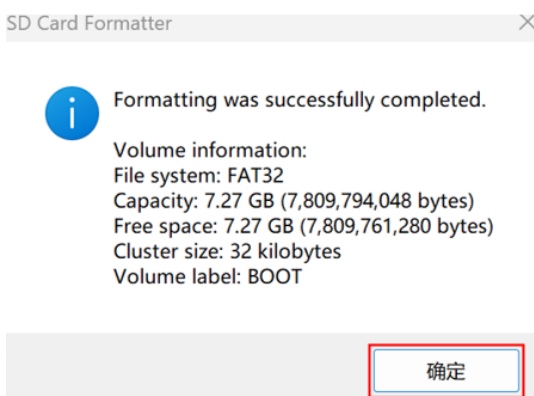 SD Card Formatter
Formatting was successfully completed.
Volume information:
File system: FAT32
Capacity: 7.27 GB (7,809,794,048 bytes)
Free space: 7.27 GB (7,809,761,280 bytes)
Cluster size: 32 kilobytes
Volume label: BOOT
确定